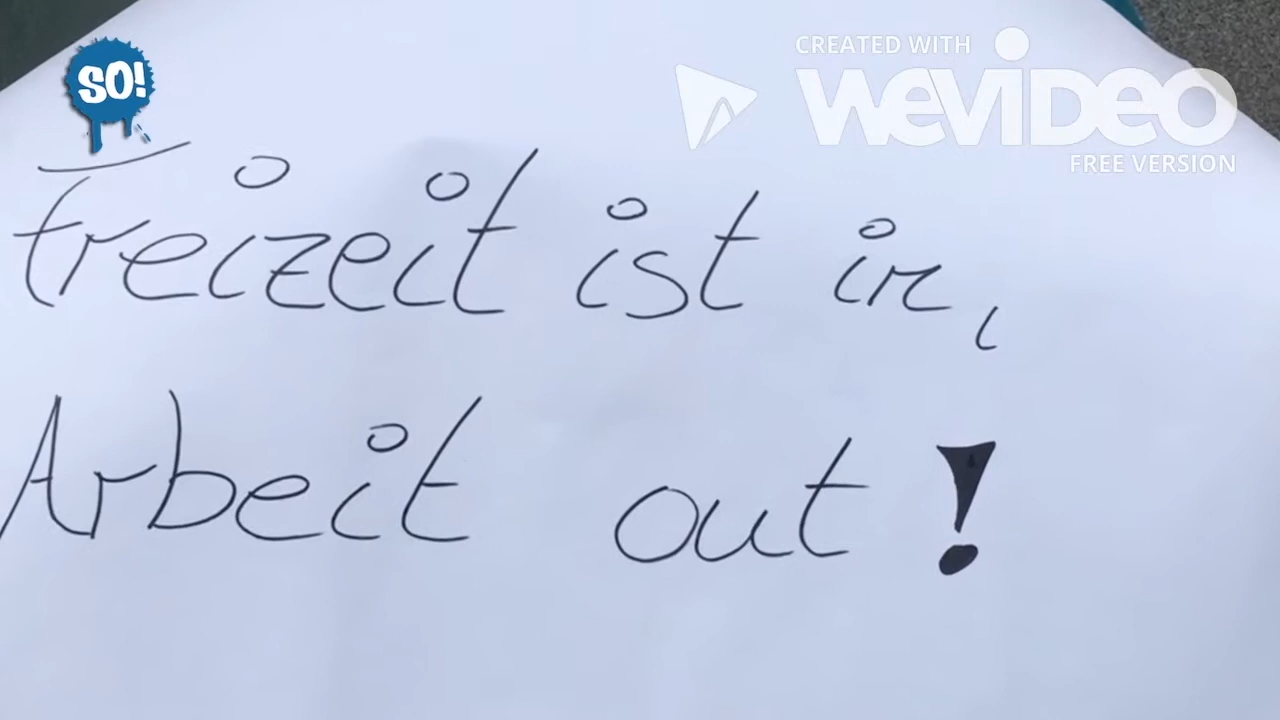 SO!
CREATED WITH
WEVIDEO
FREE VERSION
Freizeit ist in,
Arbeit out!